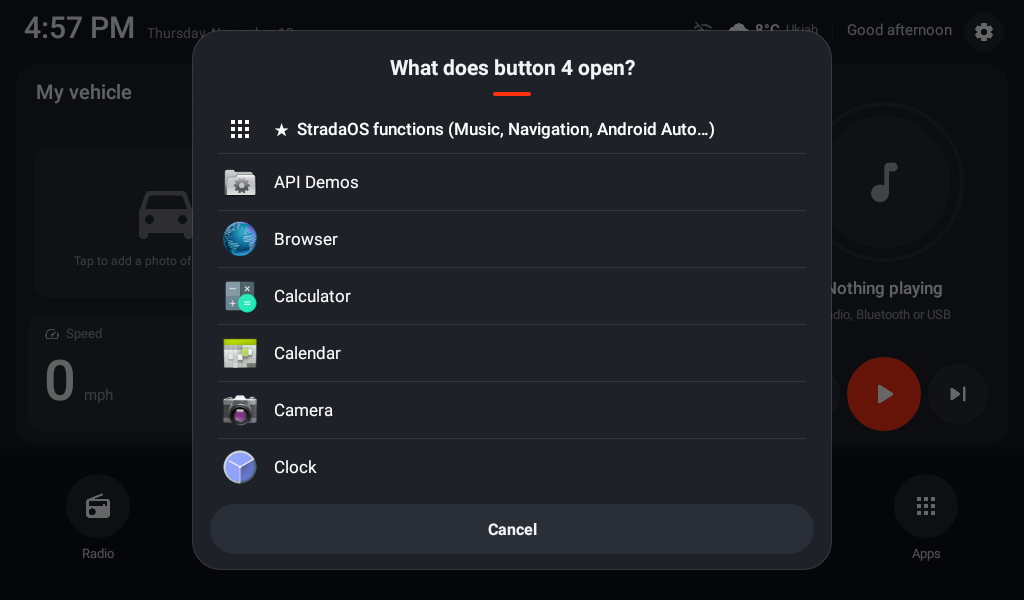 4:57 PM
8°C Ukiah
Good afternoon
My vehicle
What does button 4 open?
★ StradaOS functions (Music, Navigation, Android Auto…)
API Demos
Browser
Calculator
Calendar
Camera
Clock
Cancel
Tap to add a photo of
Speed
0 mph
Nothing playing
Bluetooth or USB
Radio
Apps